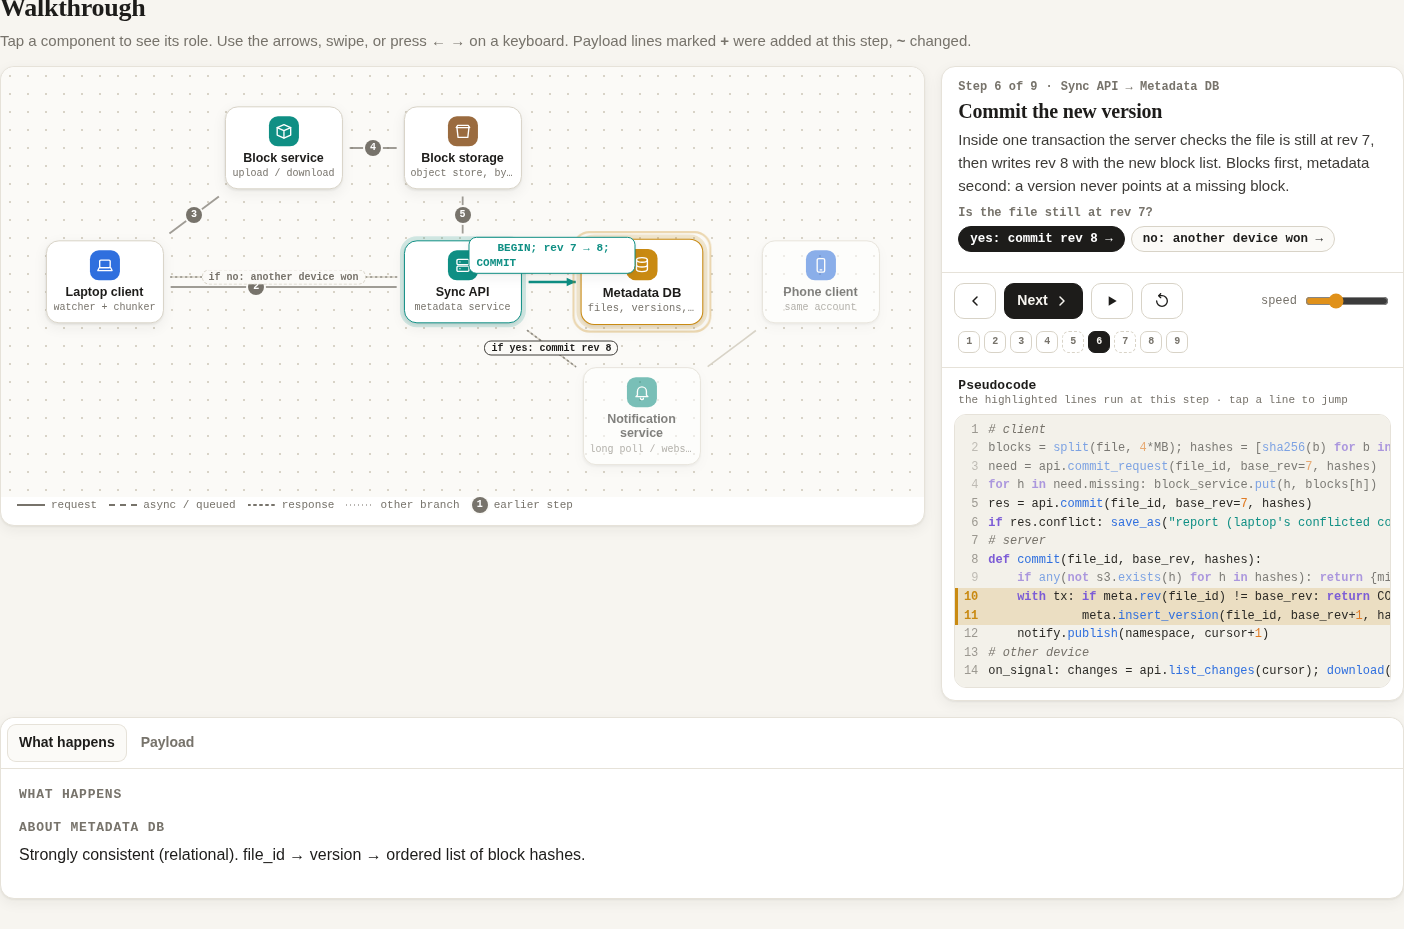 Walkthrough
Tap a component to see its role. Use the arrows, swipe, or press ← → on a keyboard. Payload lines marked + were added at this step, ~ changed.
Block service
upload / download
4
Block storage
object store, by…
3
5
Laptop client
watcher + chunker
if no: another device won
2
Sync API
metadata service
BEGIN; rev 7 → 8;
COMMIT
Metadata DB
files, versions,…
Phone client
same account
if yes: commit rev 8
Notification
service
long poll / webs…
request
async / queued
response
other branch
1 earlier step
Step 6 of 9 · Sync API → Metadata DB
Commit the new version
Inside one transaction the server checks the file is still at rev 7,
then writes rev 8 with the new block list. Blocks first, metadata
second: a version never points at a missing block.
Is the file still at rev 7?
yes: commit rev 8 →
no: another device won →
Next
speed
1 2 3 4 5 6 7 8 9
Pseudocode
the highlighted lines run at this step · tap a line to jump
1 # client
2 blocks = split(file, 4*MB); hashes = [sha256(b) for b in
3 need = api.commit_request(file_id, base_rev=7, hashes)
4 for h in need.missing: block_service.put(h, blocks[h])
5 res = api.commit(file_id, base_rev=7, hashes)
6 if res.conflict: save_as("report (laptop's conflicted co
7 # server
8 def commit(file_id, base_rev, hashes):
9 if any(not s3.exists(h) for h in hashes): return {mi
10 with tx: if meta.rev(file_id) != base_rev: return CO
11 meta.insert_version(file_id, base_rev+1, ha
12 notify.publish(namespace, cursor+1)
13 # other device
14 on_signal: changes = api.list_changes(cursor); download(
What happens
Payload
WHAT HAPPENS
ABOUT METADATA DB
Strongly consistent (relational). file_id → version → ordered list of block hashes.